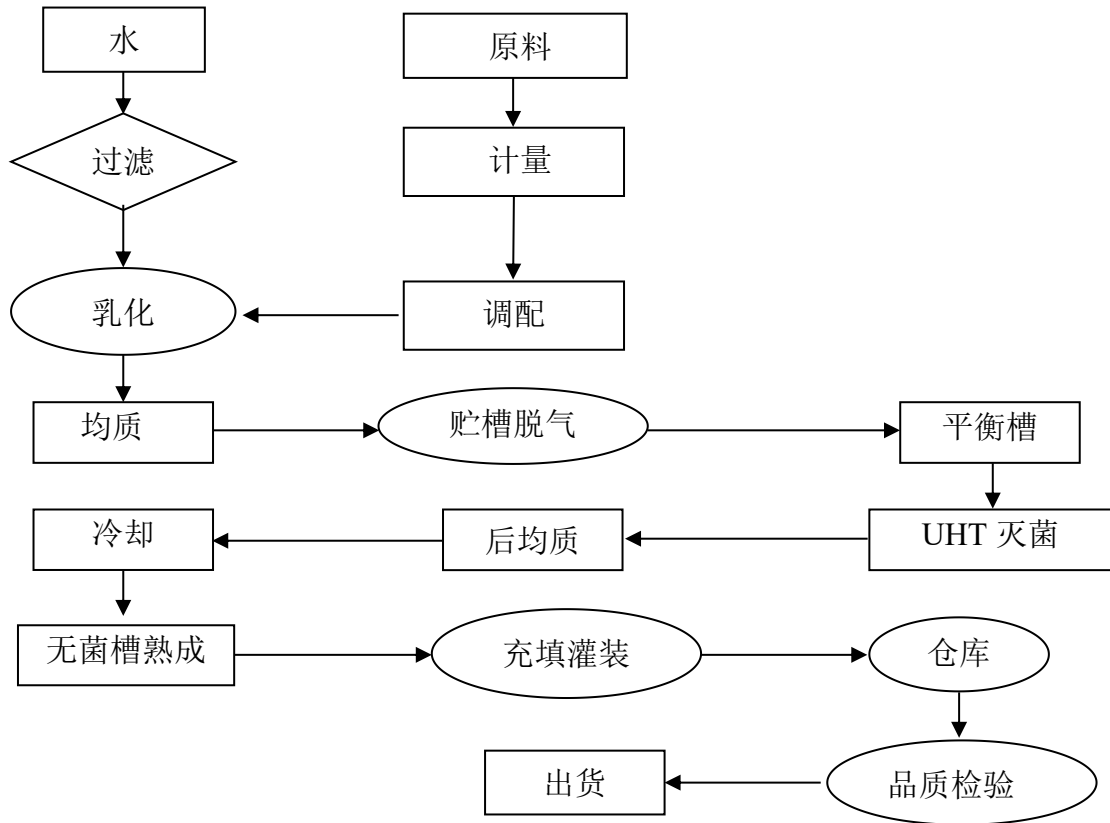 水
原料
过滤
计量
乳化
调配
均质
贮槽脱气
平衡槽
冷却
后均质
UHT 灭菌
无菌槽熟成
充填灌装
仓库
出货
品质检验